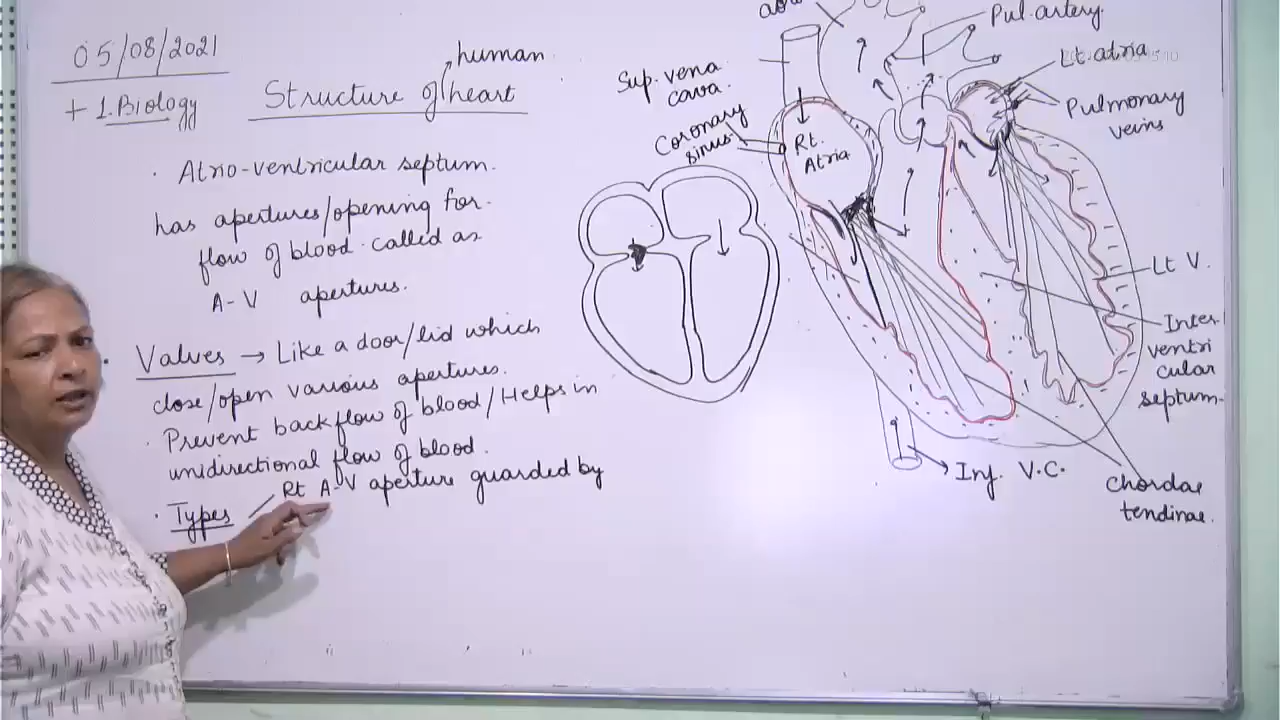 05/08/2021
+1.Biology
human
Structure of heart
· Atrio-ventricular septum.
has apertures/opening for
flow of blood called as
A-V apertures.
· Valves → Like a door/lid which
close/open various apertures.
· Prevent backflow of blood/Helps in
unidirectional flow of blood.
· Types
Rt A-V aperture guarded by
Pul.artery
Sup. vena
cava.
Coronary
sinus
Rt.
Atria
Lt atria
Pulmonary
veins
Lt V.
Inter
ventri
cular
septum
Inf. V.C.
Chordae
tendinae.